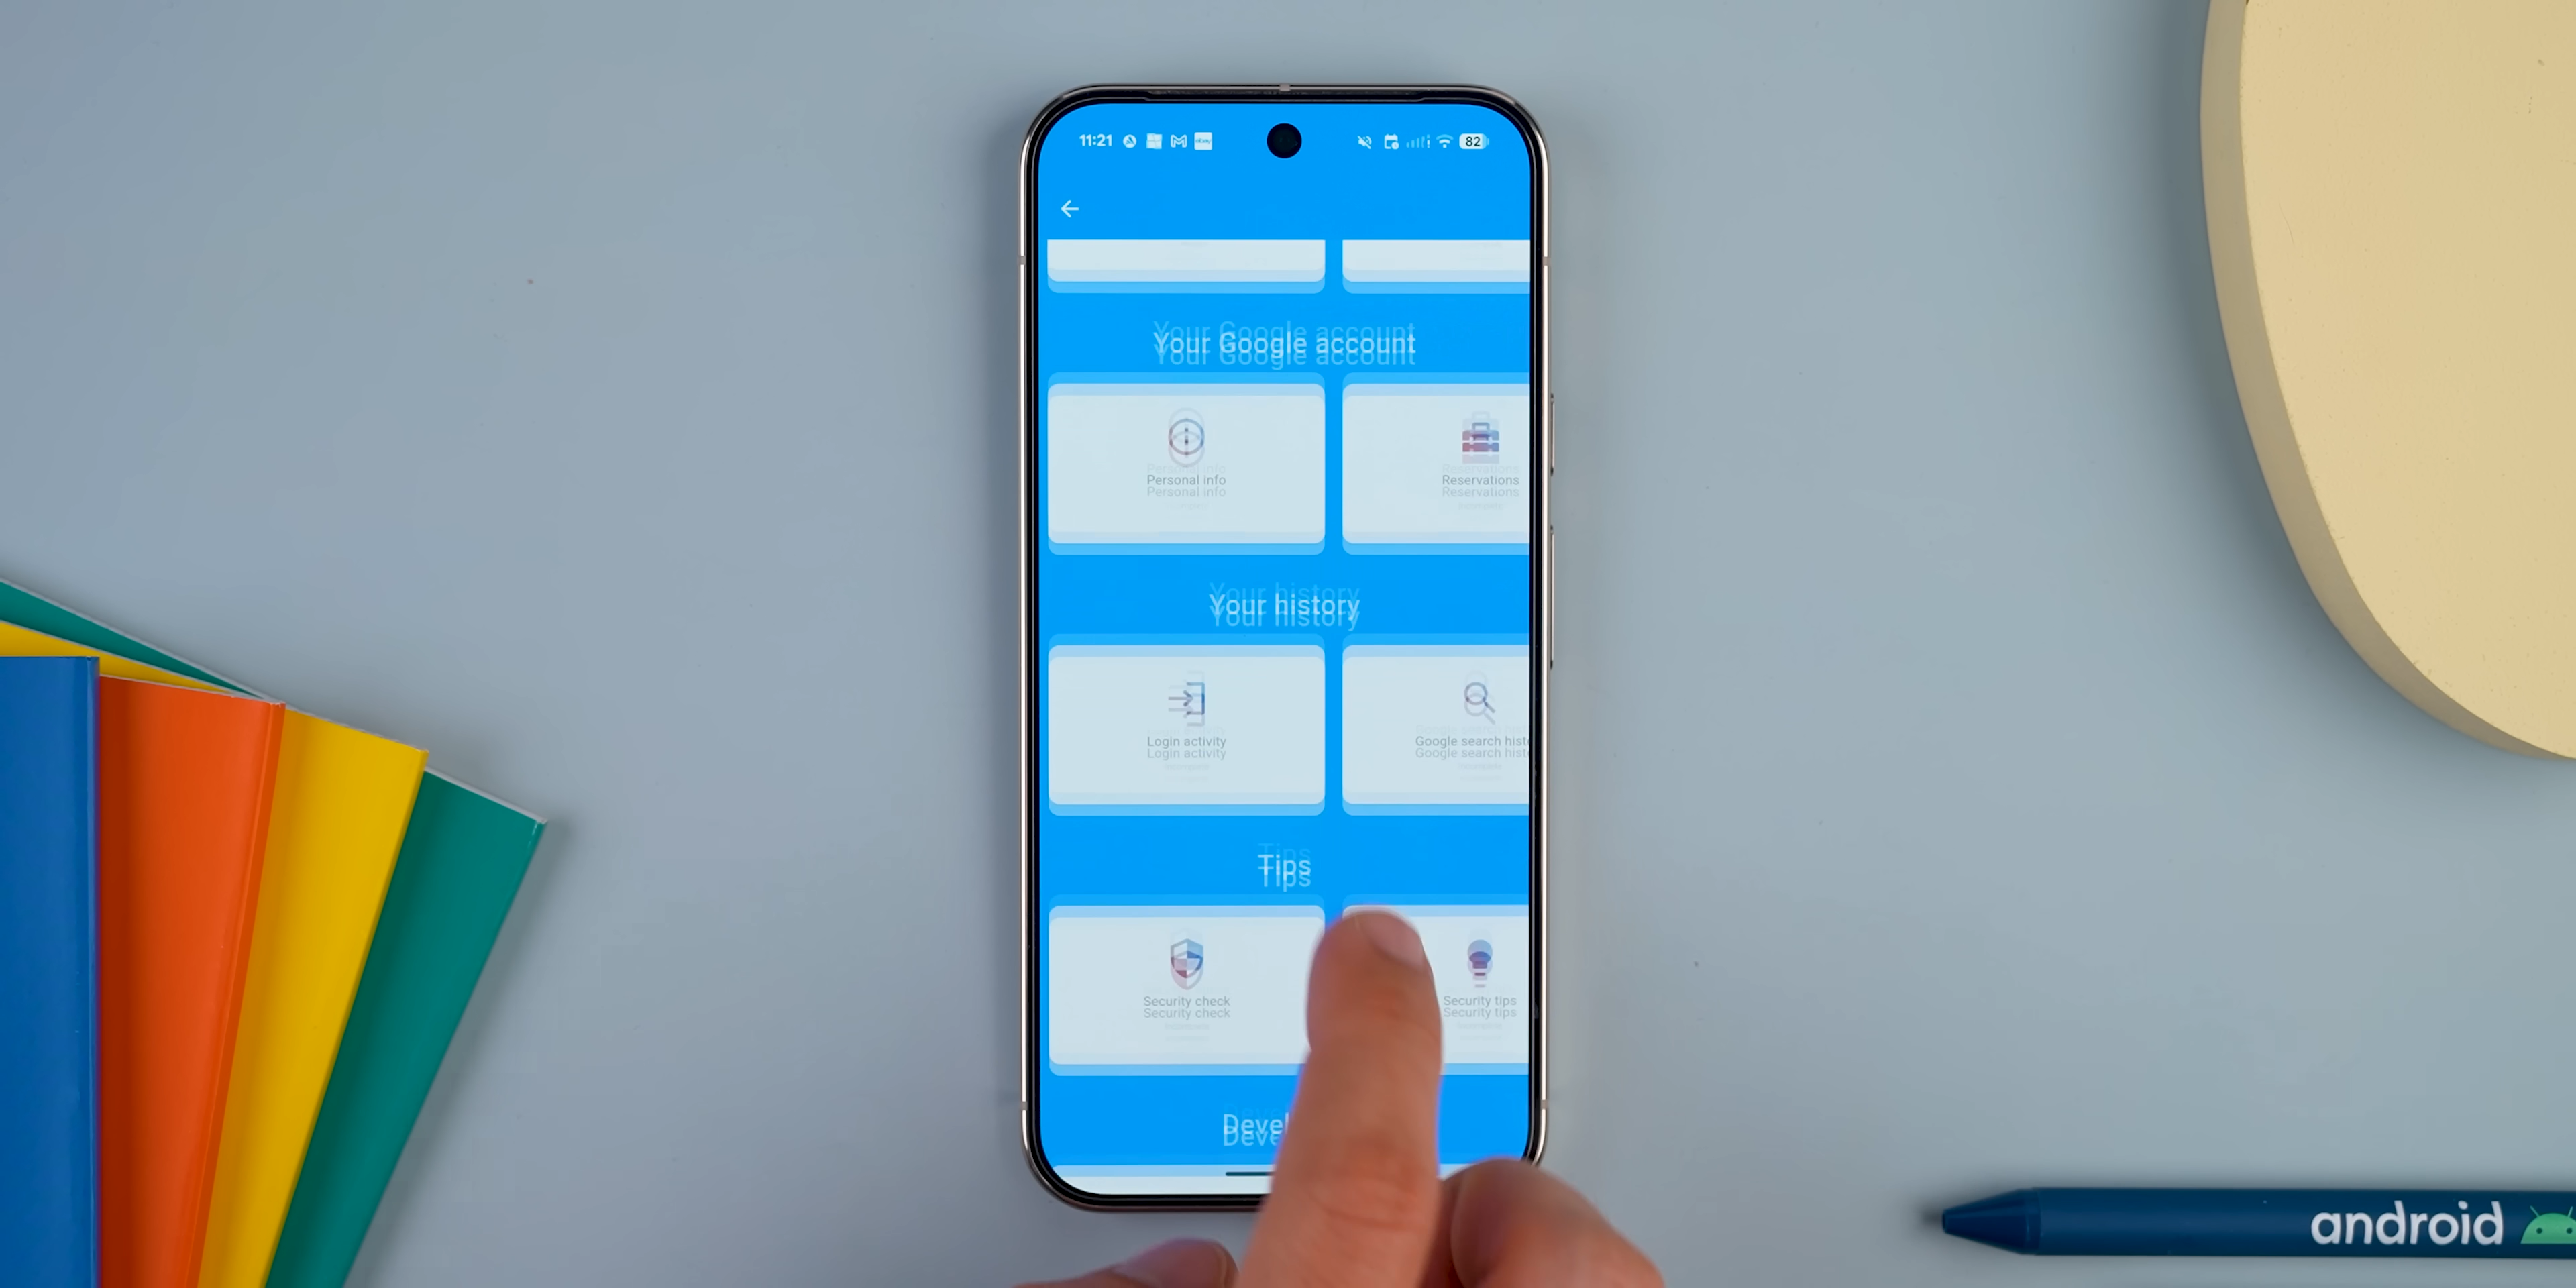 11:21
82
Your Google account
Personal info
Reservations
Your history
Login activity
Google search hist
Tips
Security check
Security tips
Devel
android